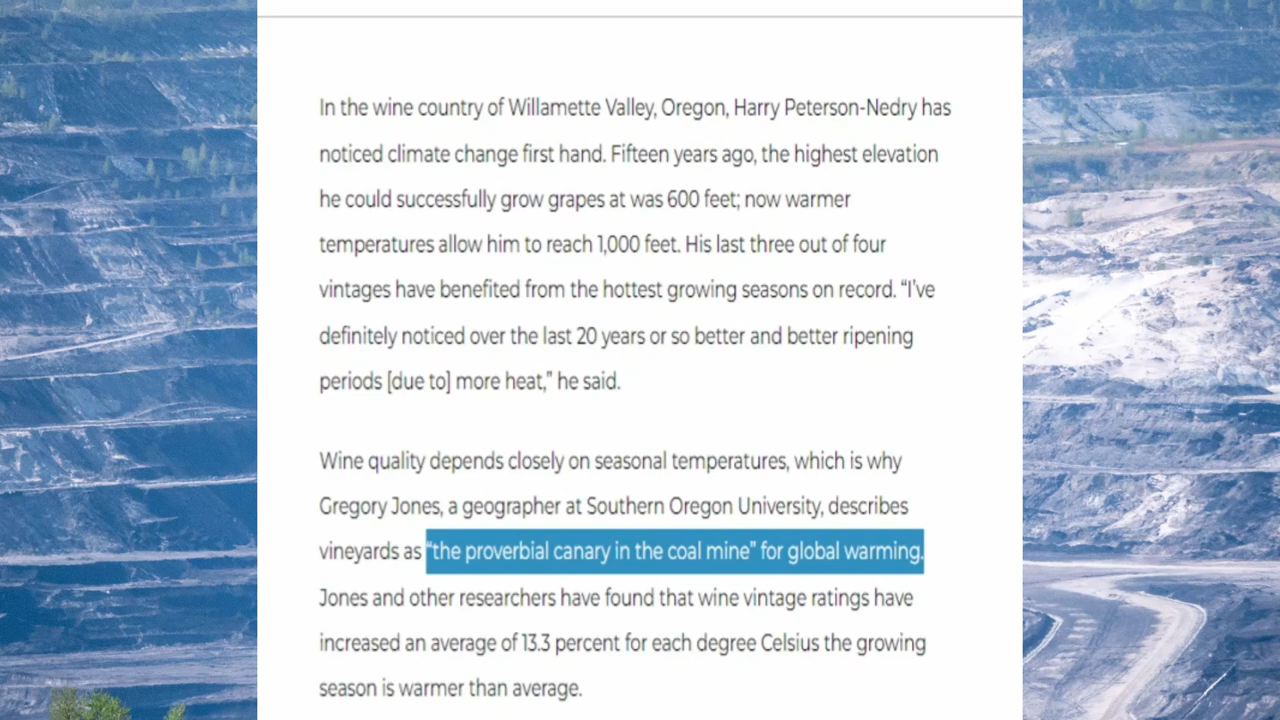 In the wine country of Willamette Valley, Oregon, Harry Peterson-Nedry has
noticed climate change first hand. Fifteen years ago, the highest elevation
he could successfully grow grapes at was 600 feet; now warmer
temperatures allow him to reach 1,000 feet. His last three out of four
vintages have benefited from the hottest growing seasons on record. “I’ve
definitely noticed over the last 20 years or so better and better ripening
periods [due to] more heat,” he said.
Wine quality depends closely on seasonal temperatures, which is why
Gregory Jones, a geographer at Southern Oregon University, describes
vineyards as “the proverbial canary in the coal mine” for global warming.
Jones and other researchers have found that wine vintage ratings have
increased an average of 13.3 percent for each degree Celsius the growing
season is warmer than average.